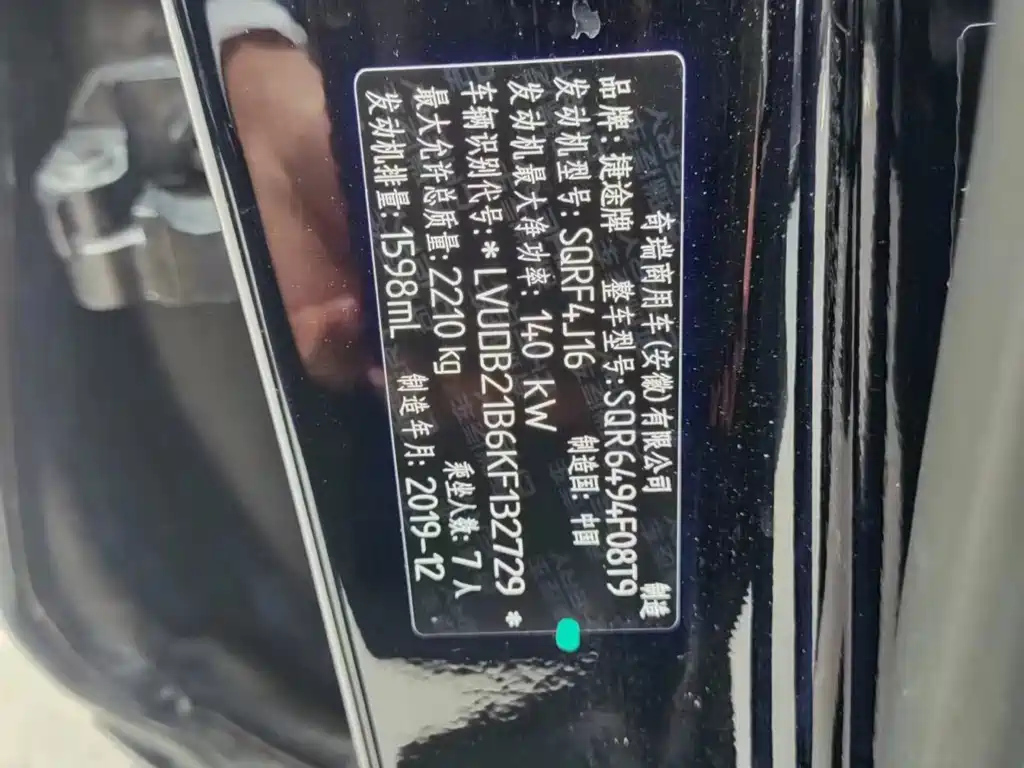 奇瑞商用车(安徽)有限公司 制造
品牌: 捷途牌 整车型号: SQR6494F08T9
发动机型号: SQRF4J16 制造国: 中国
发动机最大净功率: 140 kW
车辆识别代号: *LVUDB21B6KF132729*
最大允许总质量: 2210kg 乘坐人数: 7人
发动机排量: 1598mL 制造年月: 2019-12